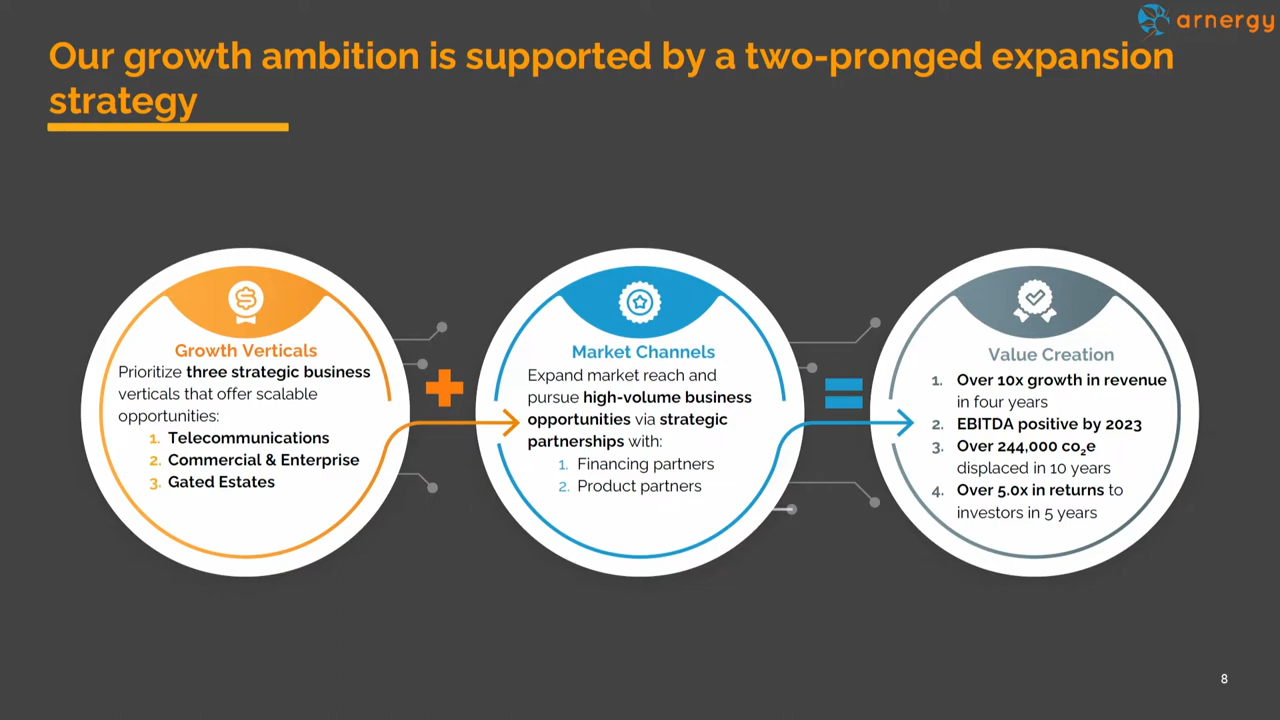 arnergy
Our growth ambition is supported by a two-pronged expansion
strategy
Growth Verticals
Prioritize three strategic business
verticals that offer scalable
opportunities:
1. Telecommunications
2. Commercial & Enterprise
3. Gated Estates
Market Channels
Expand market reach and
pursue high-volume business
opportunities via strategic
partnerships with:
1. Financing partners
2. Product partners
Value Creation
1. Over 10x growth in revenue
in four years
2. EBITDA positive by 2023
3. Over 244,000 co₂e
displaced in 10 years
4. Over 5.0x in returns to
investors in 5 years
8